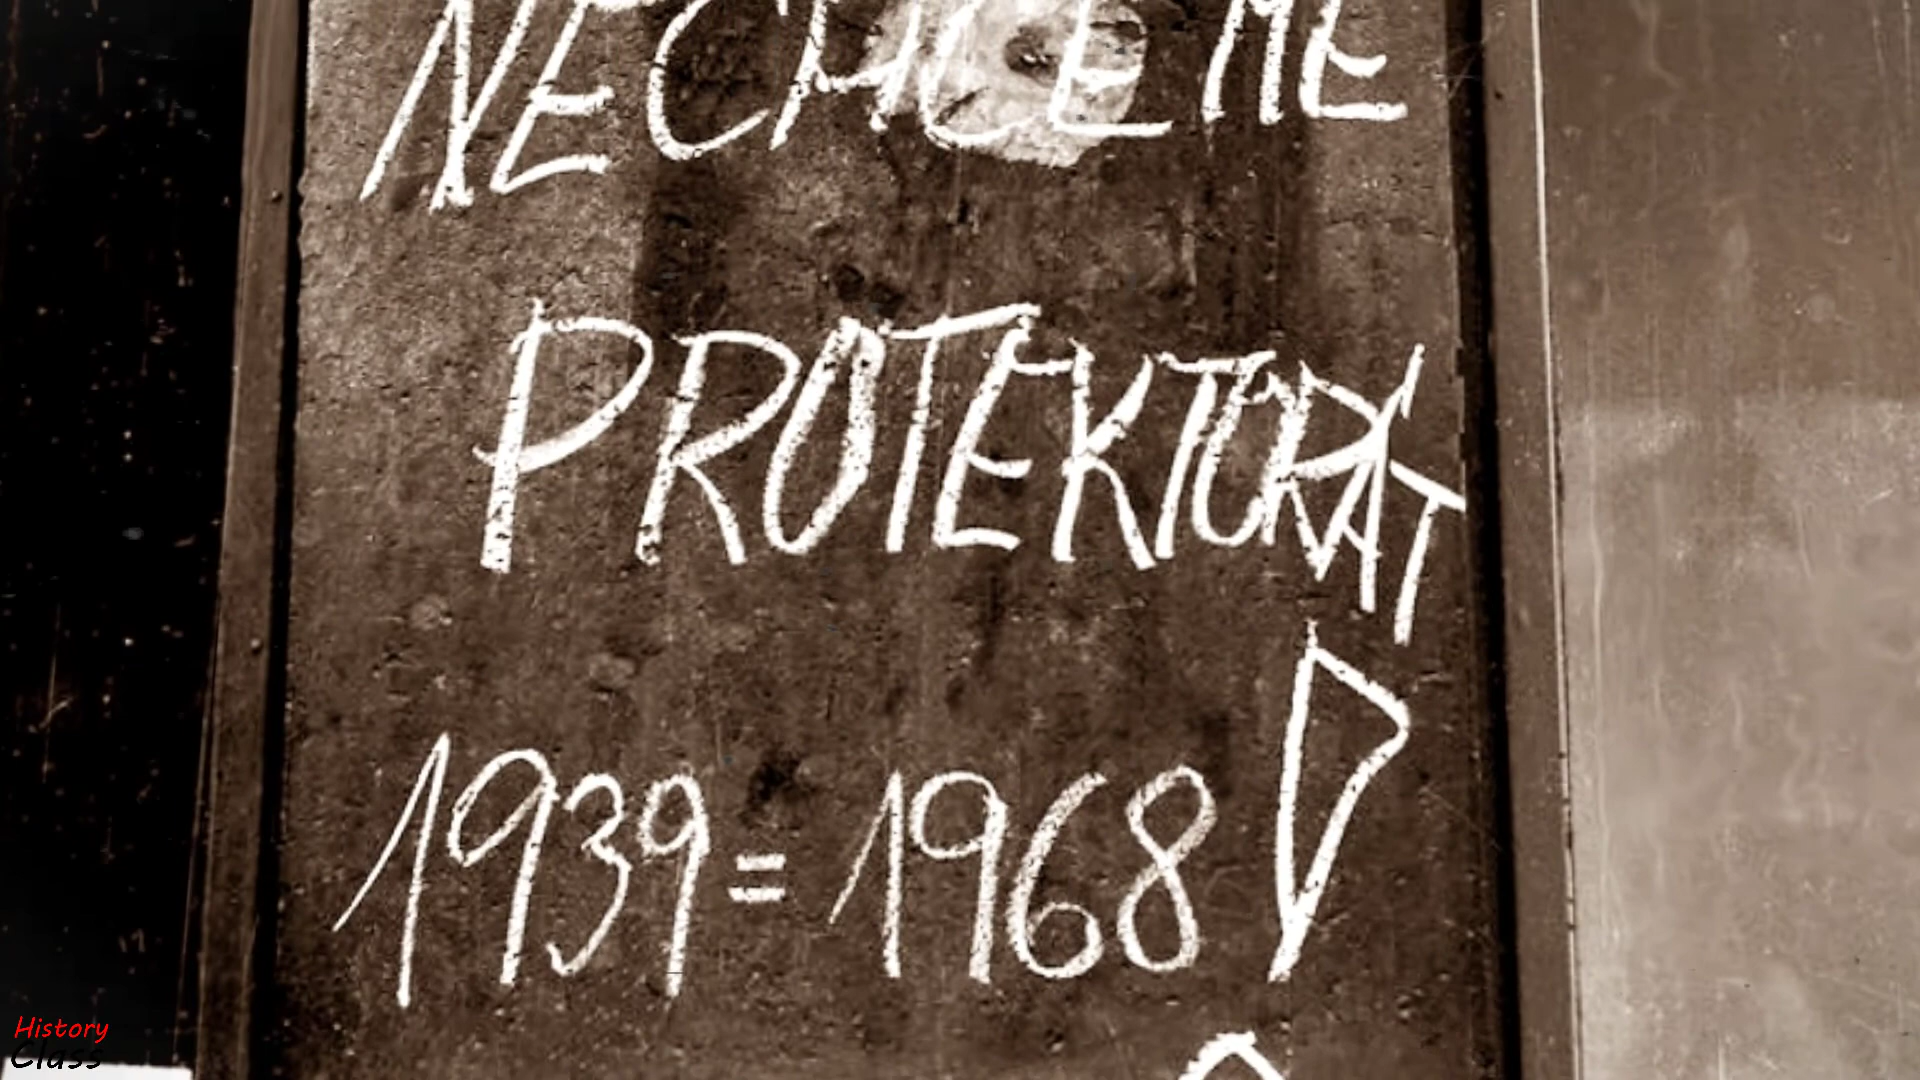 NECHCEME
PROTEKTORÁT
1939 = 1968!
History
Class